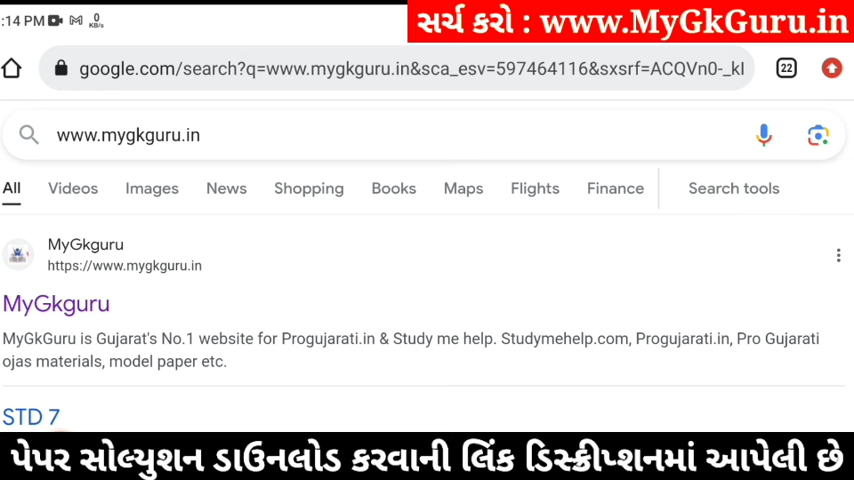 :14 PM 0 KB/s
સર્ચ કરો : www.MyGkGuru.in
google.com/search?q=www.mygkguru.in&sca_esv=597464116&sxsrf=ACQVn0-_kI
22
www.mygkguru.in
All Videos Images News Shopping Books Maps Flights Finance Search tools
MyGkguru
https://www.mygkguru.in
MyGkguru
MyGkGuru is Gujarat's No.1 website for Progujarati.in & Study me help. Studymehelp.com, Progujarati.in, Pro Gujarati
ojas materials, model paper etc.
STD 7
પેપર સોલ્યુશન ડાઉનલોડ કરવાની લિંક ડિસ્ક્રીપ્શનમાં આપેલી છે